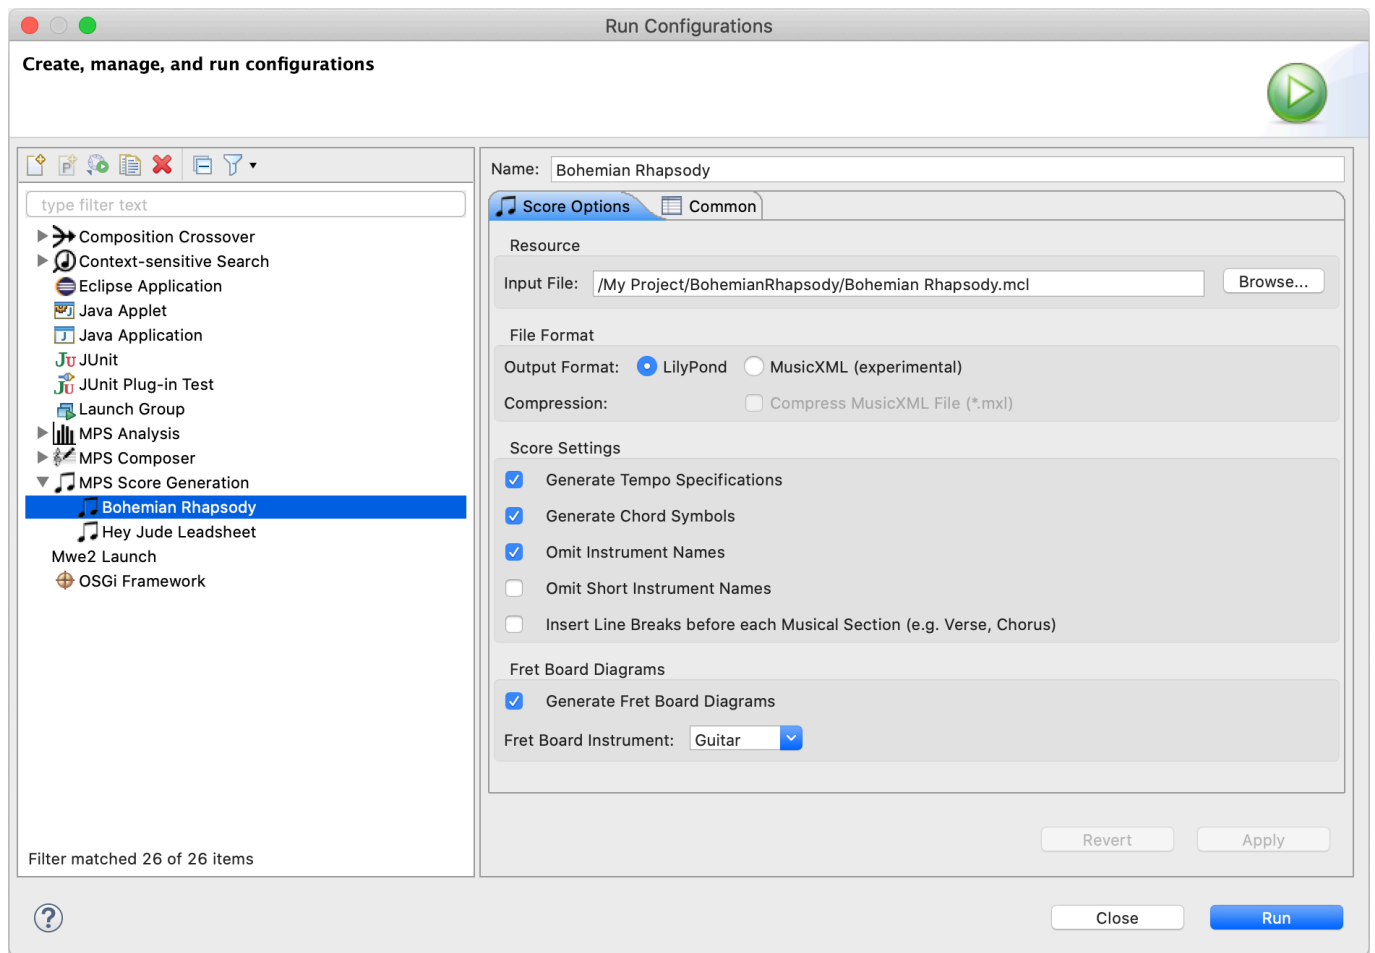 Run Configurations
Create, manage, and run configurations
type filter text
Composition Crossover
Context-sensitive Search
Eclipse Application
Java Applet
Java Application
JUnit
JUnit Plug-in Test
Launch Group
MPS Analysis
MPS Composer
MPS Score Generation
Bohemian Rhapsody
Hey Jude Leadsheet
Mwe2 Launch
OSGi Framework
Filter matched 26 of 26 items
Name: Bohemian Rhapsody
Score Options Common
Resource
Input File: /My Project/BohemianRhapsody/Bohemian Rhapsody.mcl Browse...
File Format
Output Format: LilyPond MusicXML (experimental)
Compression: Compress MusicXML File (*.mxl)
Score Settings
Generate Tempo Specifications
Generate Chord Symbols
Omit Instrument Names
Omit Short Instrument Names
Insert Line Breaks before each Musical Section (e.g. Verse, Chorus)
Fret Board Diagrams
Generate Fret Board Diagrams
Fret Board Instrument: Guitar
Revert Apply
? Close Run